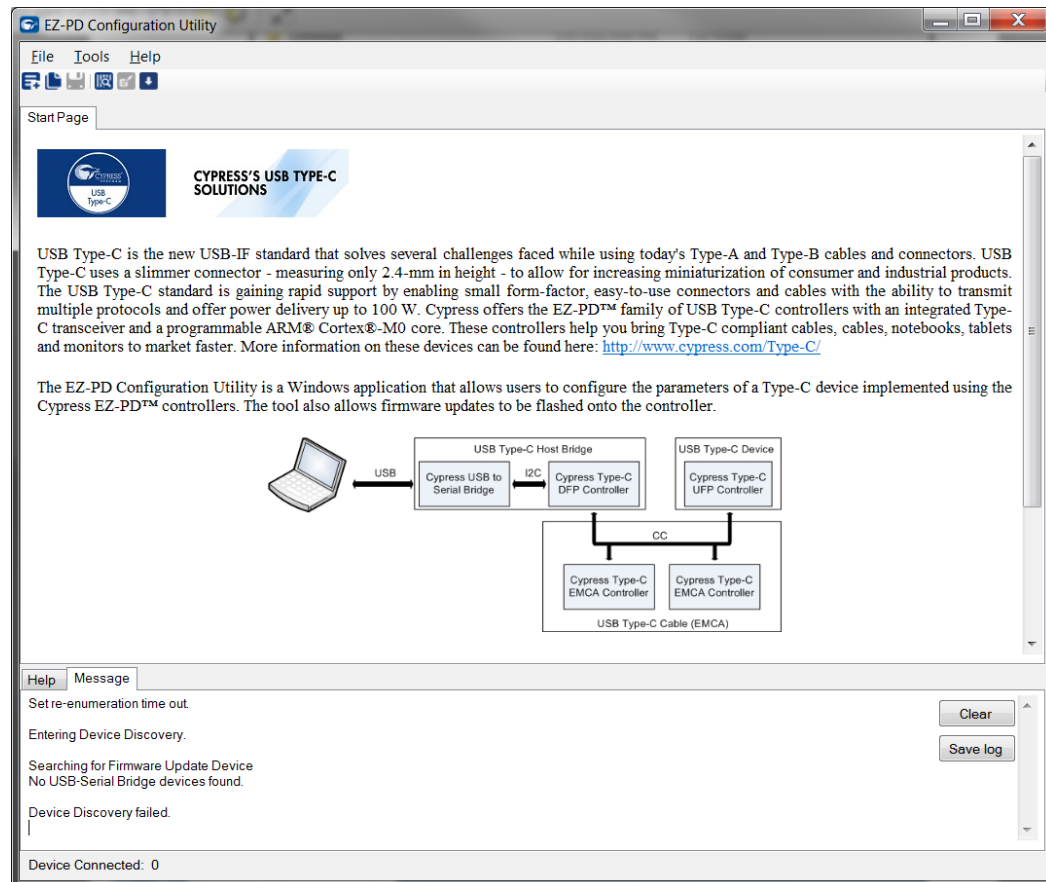 EZ-PD Configuration Utility
File Tools Help
Start Page
CYPRESS
USB
Type-C
CYPRESS'S USB TYPE-C
SOLUTIONS
USB Type-C is the new USB-IF standard that solves several challenges faced while using today's Type-A and Type-B cables and connectors. USB
Type-C uses a slimmer connector - measuring only 2.4-mm in height - to allow for increasing miniaturization of consumer and industrial products.
The USB Type-C standard is gaining rapid support by enabling small form-factor, easy-to-use connectors and cables with the ability to transmit
multiple protocols and offer power delivery up to 100 W. Cypress offers the EZ-PD™ family of USB Type-C controllers with an integrated Type-
C transceiver and a programmable ARM® Cortex®-M0 core. These controllers help you bring Type-C compliant cables, cables, notebooks, tablets
and monitors to market faster. More information on these devices can be found here: http://www.cypress.com/Type-C/
The EZ-PD Configuration Utility is a Windows application that allows users to configure the parameters of a Type-C device implemented using the
Cypress EZ-PD™ controllers. The tool also allows firmware updates to be flashed onto the controller.
USB
USB Type-C Host Bridge
Cypress USB to
Serial Bridge
I2C
Cypress Type-C
DFP Controller
USB Type-C Device
Cypress Type-C
UFP Controller
CC
Cypress Type-C
EMCA Controller
Cypress Type-C
EMCA Controller
USB Type-C Cable (EMCA)
Help Message
Set re-enumeration time out.
Entering Device Discovery.
Searching for Firmware Update Device
No USB-Serial Bridge devices found.
Device Discovery failed.
Clear
Save log
Device Connected: 0